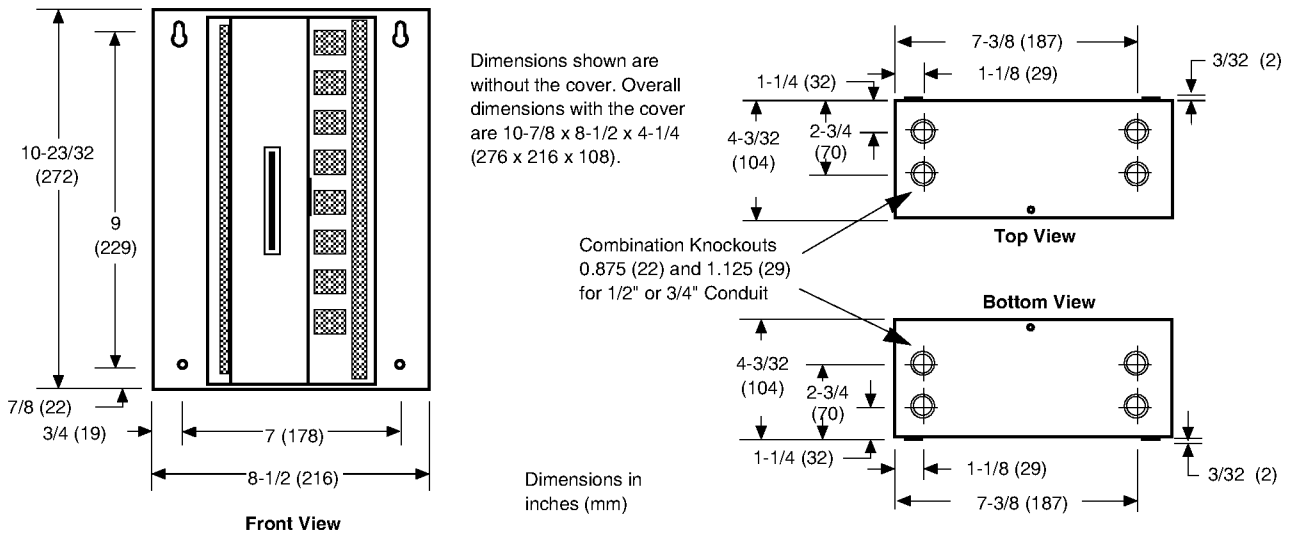 10-23/32
(272)
9
(229)
7/8 (22)
3/4 (19)
7 (178)
8-1/2 (216)
Front View
Dimensions shown are
without the cover. Overall
dimensions with the cover
are 10-7/8 x 8-1/2 x 4-1/4
(276 x 216 x 108).
Combination Knockouts
0.875 (22) and 1.125 (29)
for 1/2" or 3/4" Conduit
Dimensions in
inches (mm)
7-3/8 (187)
1-1/8 (29)
3/32 (2)
1-1/4 (32)
4-3/32
(104)
2-3/4
(70)
Top View
Bottom View
4-3/32
(104)
2-3/4
(70)
1-1/4 (32)
1-1/8 (29)
3/32 (2)
7-3/8 (187)